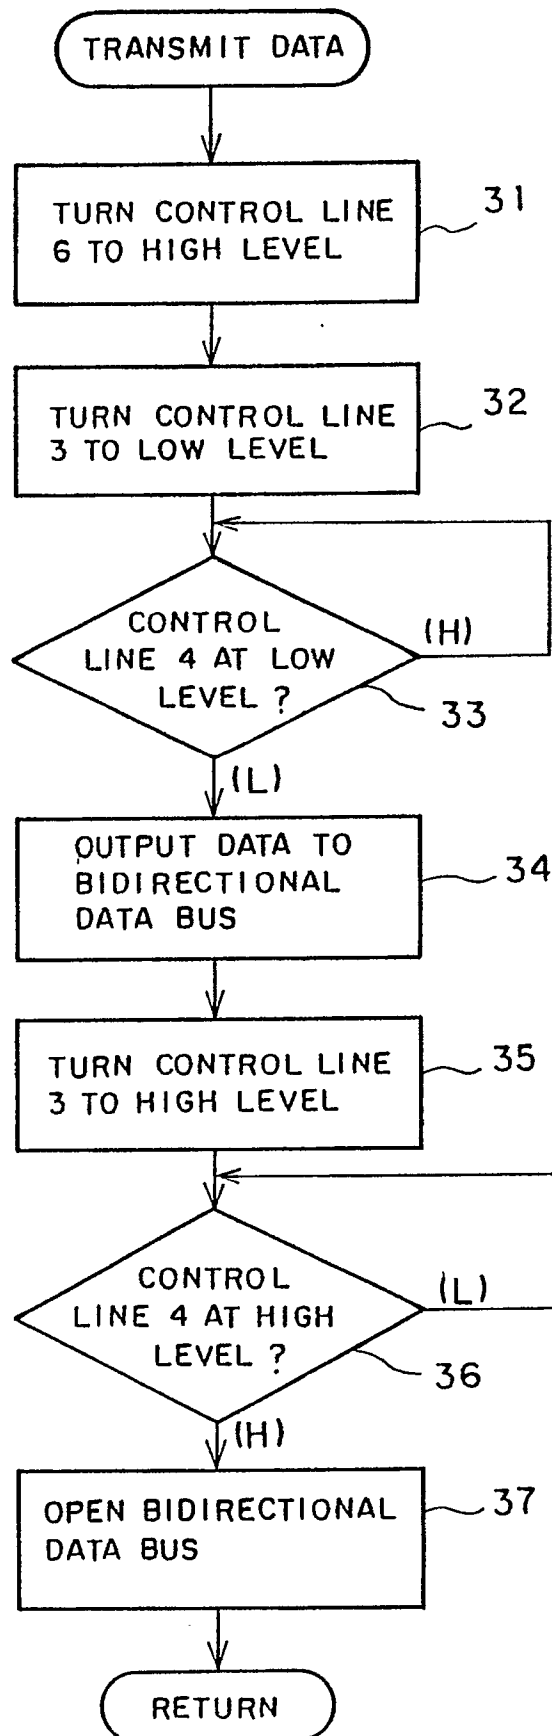 TRANSMIT DATA
TURN CONTROL LINE
6 TO HIGH LEVEL
31
TURN CONTROL LINE
3 TO LOW LEVEL
32
CONTROL
LINE 4 AT LOW
LEVEL ?
(H)
33
(L)
OUTPUT DATA TO
BIDIRECTIONAL
DATA BUS
34
TURN CONTROL LINE
3 TO HIGH LEVEL
35
CONTROL
LINE 4 AT HIGH
LEVEL ?
(L)
36
(H)
OPEN BIDIRECTIONAL
DATA BUS
37
RETURN